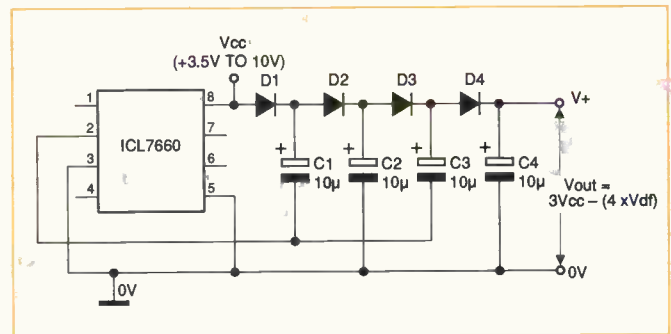 Vcc
(+3.5V TO 10V)
D1
D2
D3
D4
V+
1
2
3
4
ICL7660
8
7
6
5
+
C1
10µ
+
C2
10µ
+
C3
10µ
+
C4
10µ
Vout =
3Vcc – (4 xVdf)
0V
0V